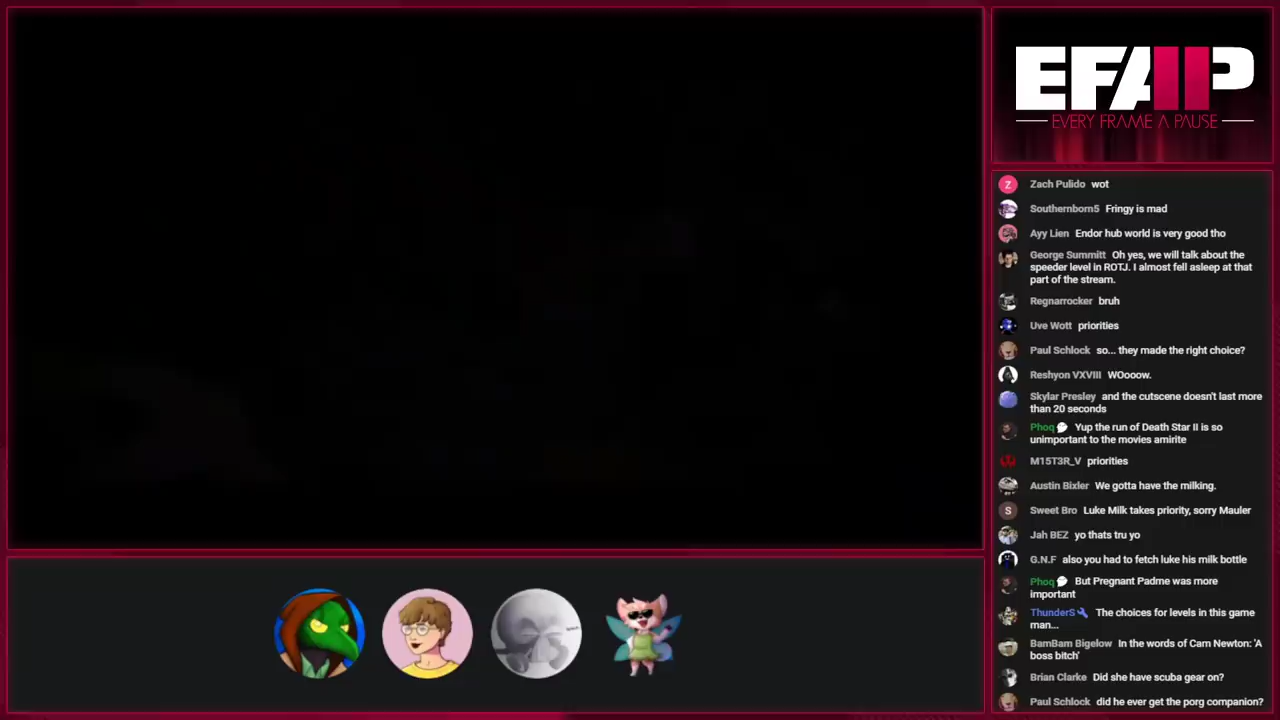 EFAP
EVERY FRAME A PAUSE
Z
Zach Pulido wot
Southernborn5 Fringy is mad
Ayy Lien Endor hub world is very good tho
George Summitt Oh yes, we will talk about the
speeder level in ROTJ. I almost fell asleep at that
part of the stream.
Regnarrocker bruh
Uve Wott priorities
Paul Schlock so... they made the right choice?
Reshyon VXVIII WOooow.
Skylar Presley and the cutscene doesn't last more
than 20 seconds
Phoq Yup the run of Death Star II is so
unimportant to the movies amirite
M15T3R_V priorities
Austin Bixler We gotta have the milking.
S
Sweet Bro Luke Milk takes priority, sorry Mauler
Jah BEZ yo thats tru yo
G.N.F also you had to fetch luke his milk bottle
Phoq But Pregnant Padme was more
important
ThunderS The choices for levels in this game
man...
BamBam Bigelow In the words of Cam Newton: 'A
boss bitch'
Brian Clarke Did she have scuba gear on?
Paul Schlock did he ever get the porg companion?